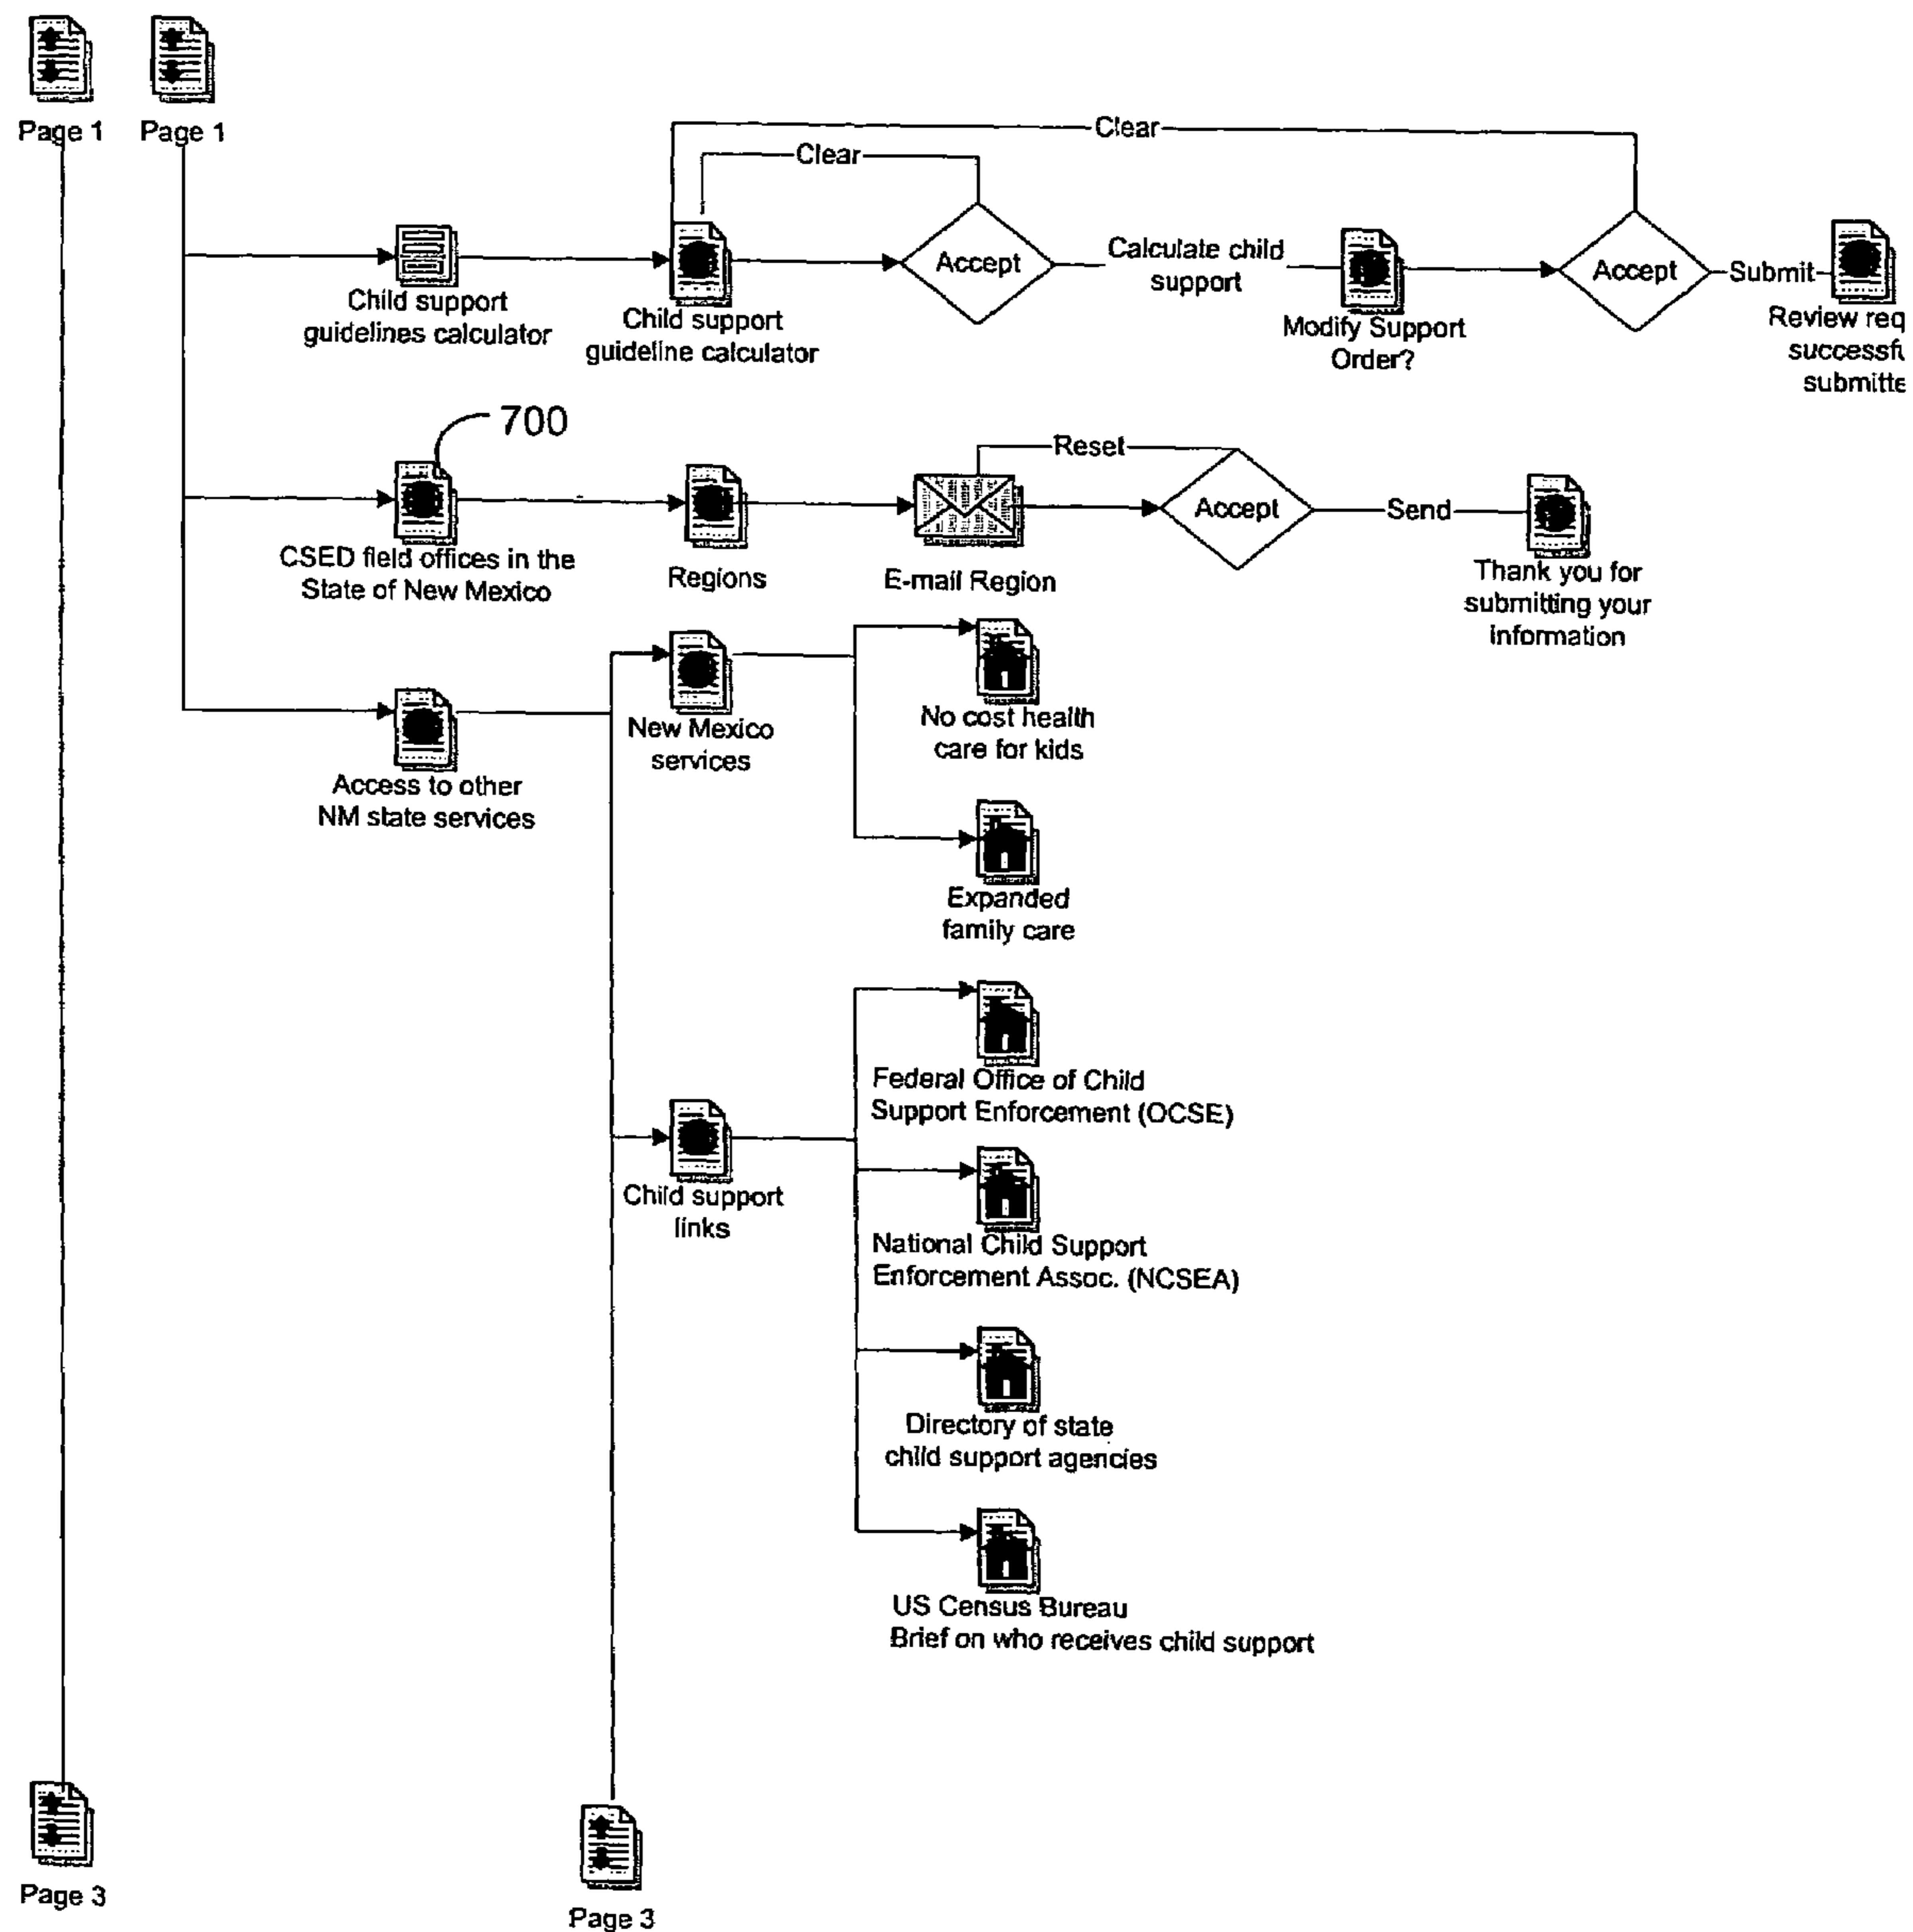 Page 1
Page 1
Clear
Clear
Accept
Calculate child
support
Accept
Submit
Child support
guidelines calculator
Child support
guideline calculator
Modify Support
Order?
Review req
successfu
submitte
700
Reset
Accept
Send
CSED field offices in the
State of New Mexico
Regions
E-mail Region
Thank you for
submitting your
information
New Mexico
services
No cost health
care for kids
Access to other
NM state services
Expanded
family care
Federal Office of Child
Support Enforcement (OCSE)
Child support
links
National Child Support
Enforcement Assoc. (NCSEA)
Directory of state
child support agencies
US Census Bureau
Brief on who receives child support
Page 3
Page 3